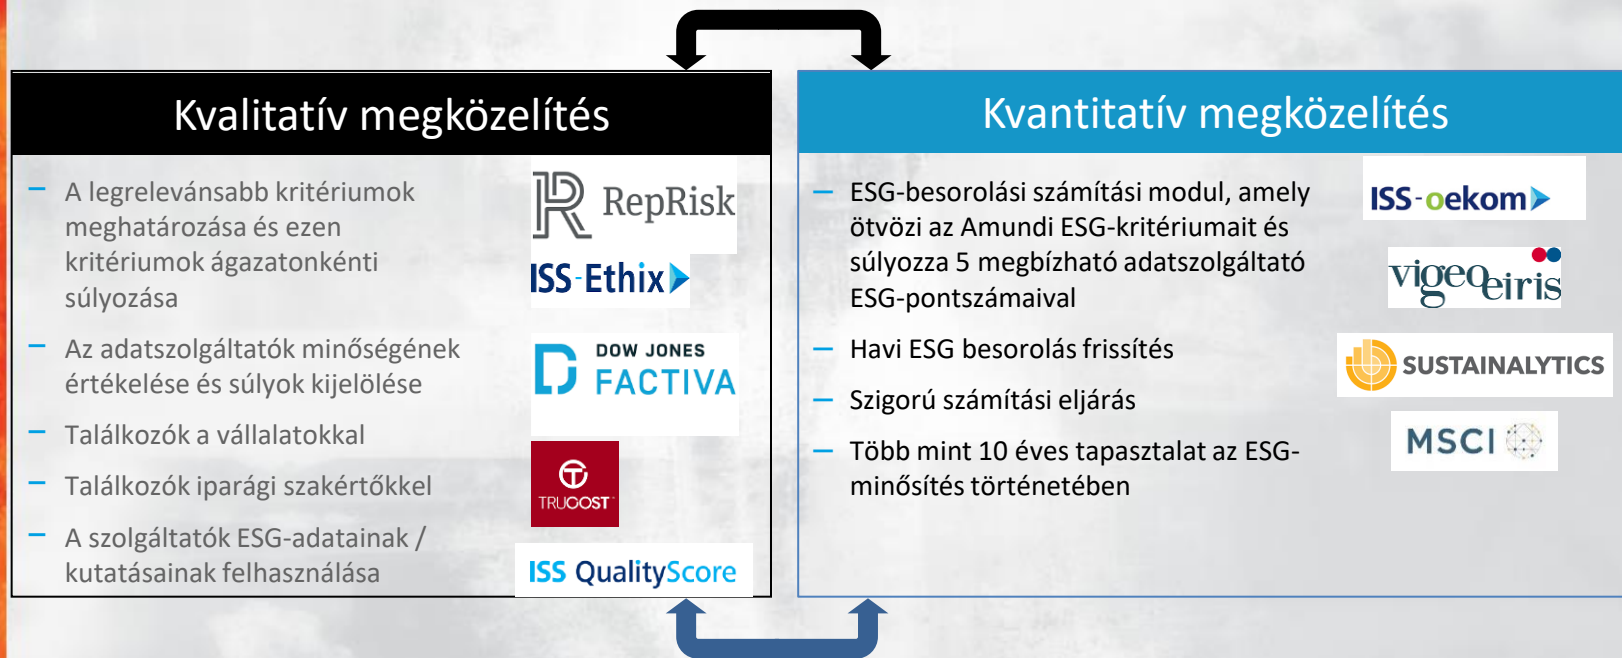 Kvalitatív megközelítés
– A legrelevánsabb kritériumok
meghatározása és ezen
kritériumok ágazatonkénti
súlyozása
– Az adatszolgáltatók minőségének
értékelése és súlyok kijelölése
– Találkozók a vállalatokkal
– Találkozók iparági szakértőkkel
– A szolgáltatók ESG-adatainak /
kutatásainak felhasználása
RepRisk
ISS-Ethix
DOW JONES
FACTIVA
TRUCOST
ISS QualityScore
Kvantitatív megközelítés
– ESG-besorolási számítási modul, amely
ötvözi az Amundi ESG-kritériumait és
súlyozza 5 megbízható adatszolgáltató
ESG-pontszámaival
– Havi ESG besorolás frissítés
– Szigorú számítási eljárás
– Több mint 10 éves tapasztalat az ESG-
minősítés történetében
ISS-oekom
vigeoeiris
SUSTAINALYTICS
MSCI